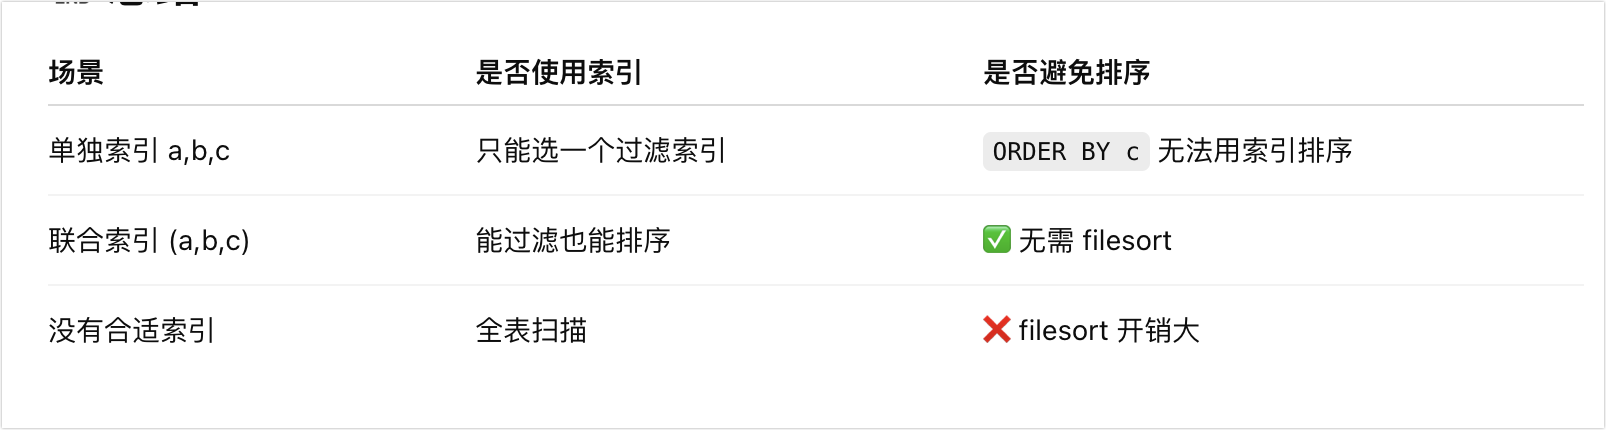 场景 是否使用索引 是否避免排序
单独索引 a,b,c 只能选一个过滤索引 ORDER BY c 无法用索引排序
联合索引 (a,b,c) 能过滤也能排序 ✅ 无需 filesort
没有合适索引 全表扫描 ❌ filesort 开销大